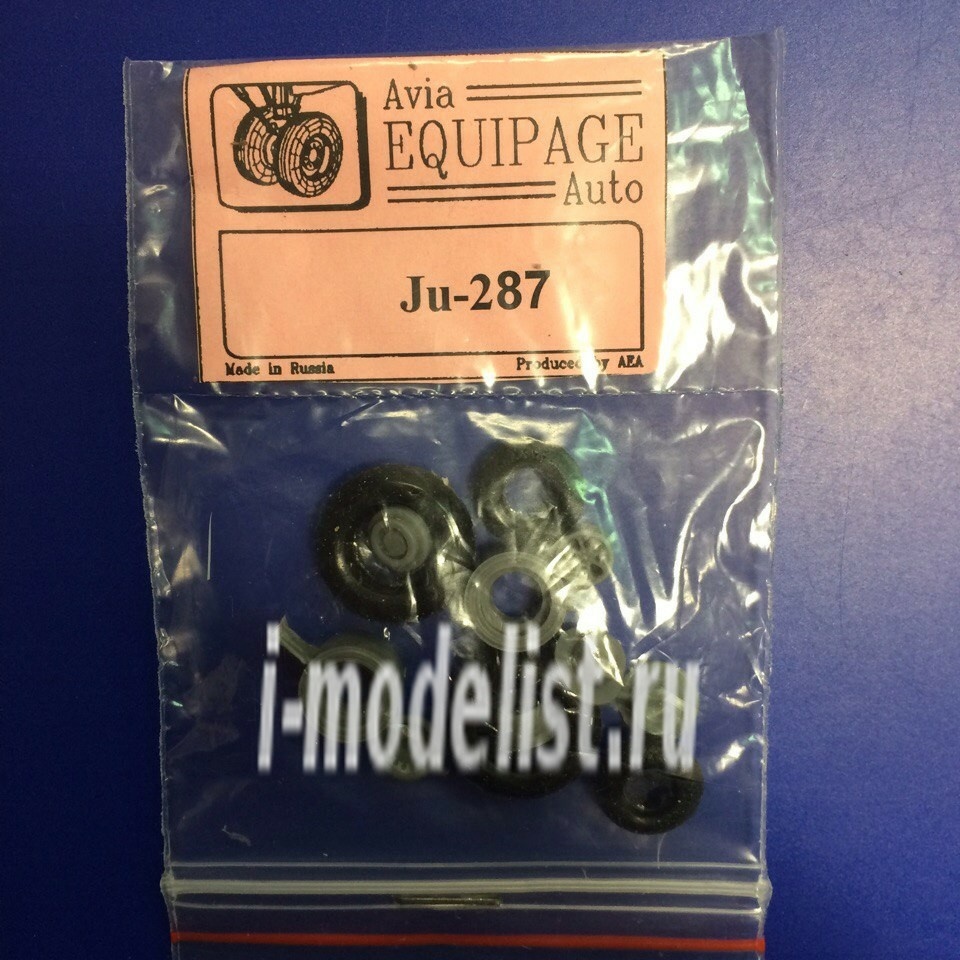 Avia
EQUIPAGE
Auto
Ju-287
Made in Russia Produced by AEA
i-modelist.ru